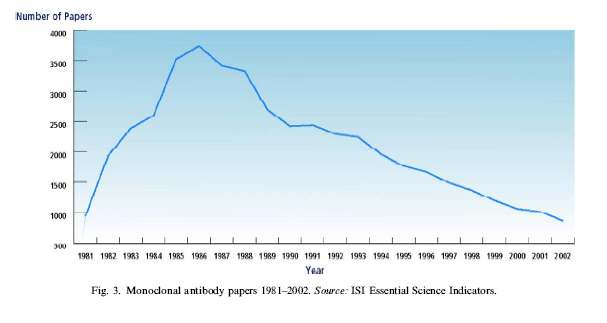 Number of Papers
4000
3500
3000
2500
2000
1500
1000
500
1981 1982 1983 1984 1985 1986 1987 1988 1989 1990 1991 1992 1993 1994 1995 1996 1997 1998 1999 2000 2001 2002
Year
Fig. 3. Monoclonal antibody papers 1981–2002. Source: ISI Essential Science Indicators.